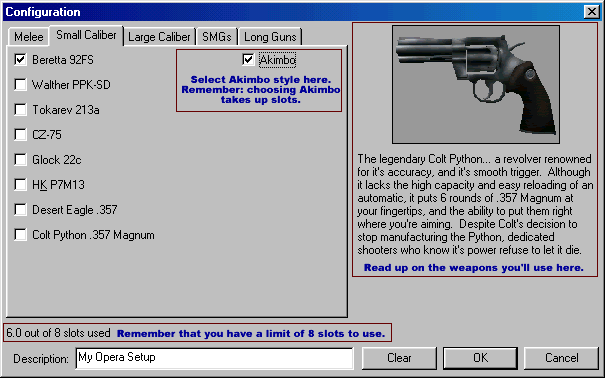 Configuration
Melee Small Caliber Large Caliber SMGs Long Guns
Beretta 92FS
Walther PPK-SD
Tokarev 213a
CZ-75
Glock 22c
HK P7M13
Desert Eagle .357
Colt Python .357 Magnum
Akimbo
Select Akimbo style here.
Remember: choosing Akimbo
takes up slots.
The legendary Colt Python... a revolver renowned
for it's accuracy, and it's smooth trigger. Although
it lacks the high capacity and easy reloading of an
automatic, it puts 6 rounds of .357 Magnum at
your fingertips, and the ability to put them right
where you're aiming. Despite Colt's decision to
stop manufacturing the Python, dedicated
shooters who know it's power refuse to let it die.
Read up on the weapons you'll use here.
6.0 out of 8 slots used Remember that you have a limit of 8 slots to use.
Description: My Opera Setup Clear OK Cancel